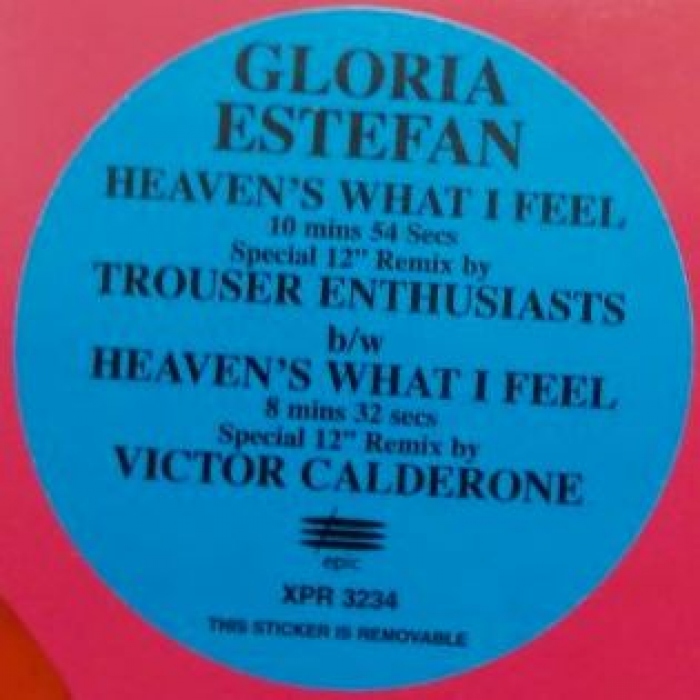 GLORIA
ESTEFAN
HEAVEN'S WHAT I FEEL
10 mins 54 Secs
Special 12" Remix by
TROUSER ENTHUSIASTS
b/w
HEAVEN'S WHAT I FEEL
8 mins 32 secs
Special 12" Remix by
VICTOR CALDERONE
epic
XPR 3234
THIS STICKER IS REMOVABLE